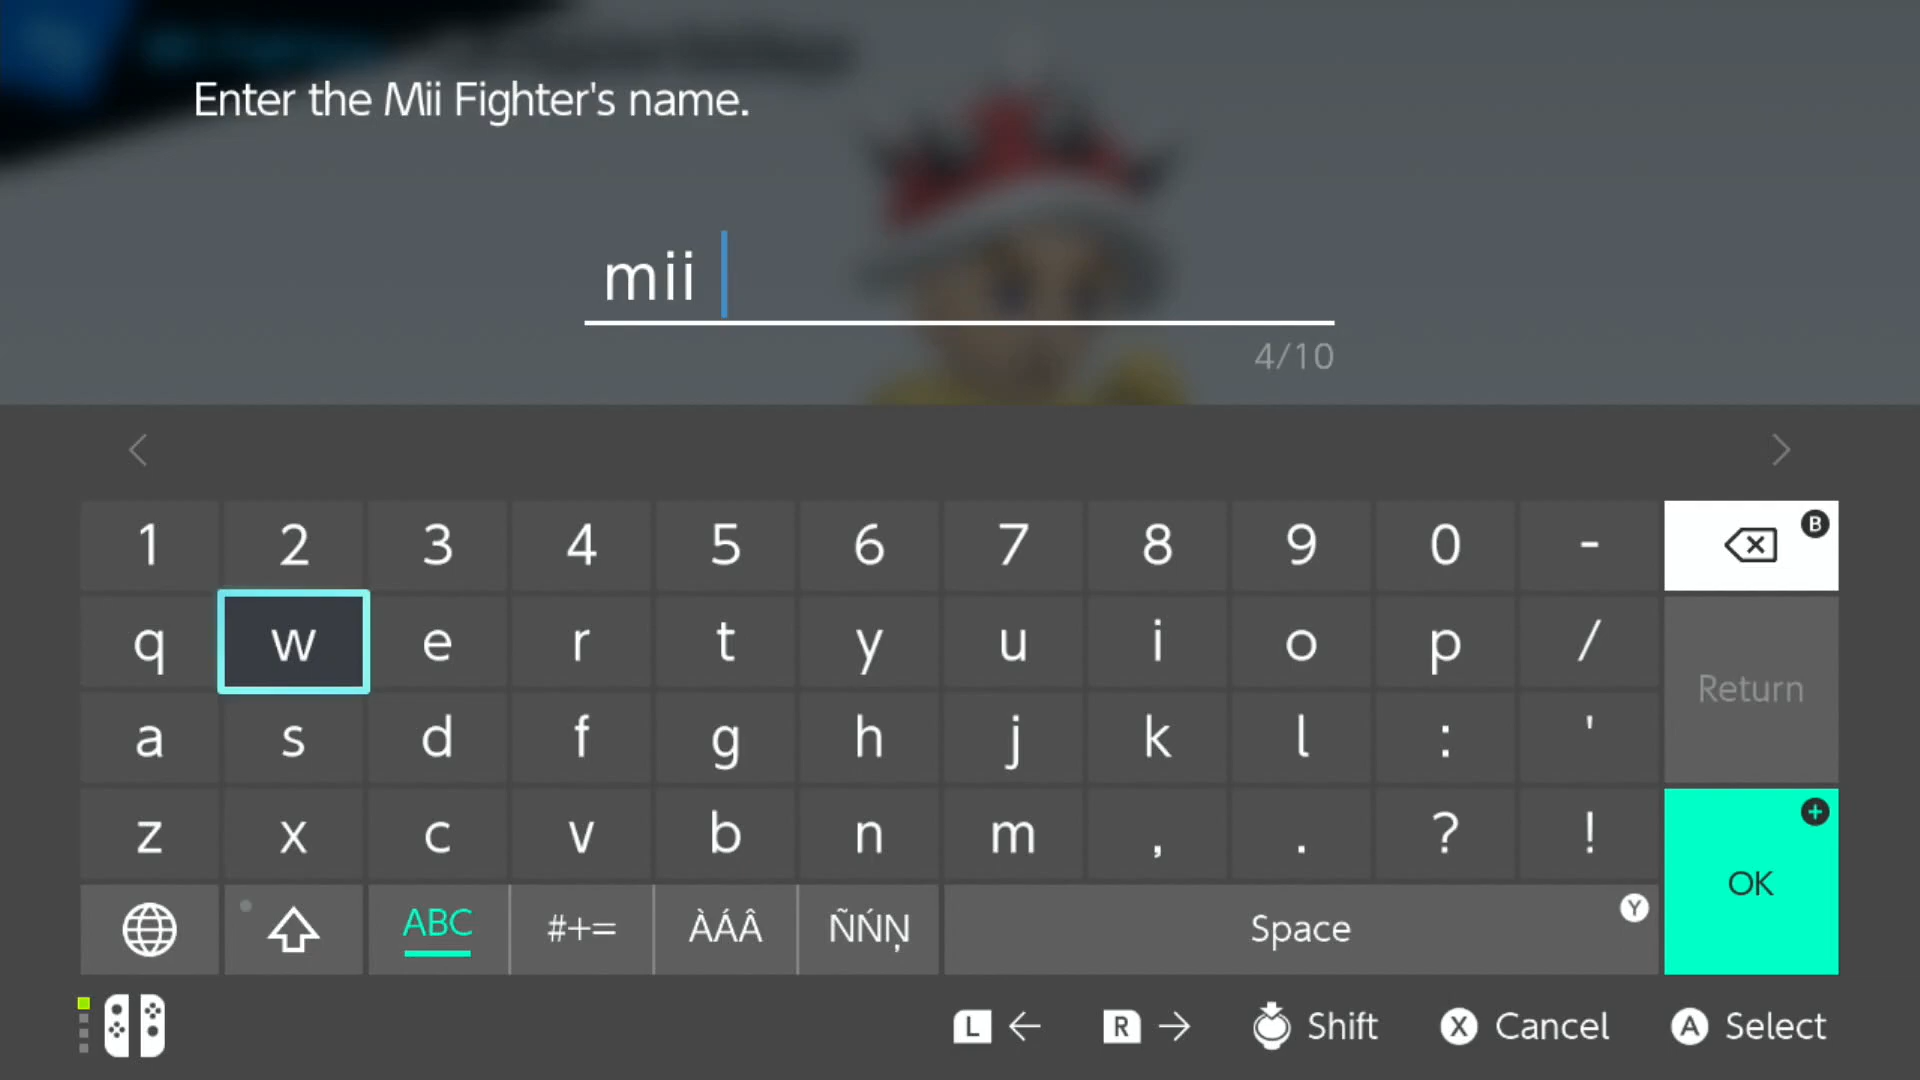 Enter the Mii Fighter's name.
mii
4/10
1 2 3 4 5 6 7 8 9 0 - B
q w e r t y u i o p / Return
a s d f g h j k l : '
z x c v b n m , . ? ! + OK
ABC #+= ÀÁÂ ÑŃŅ Space Y
L ← R → Shift X Cancel A Select